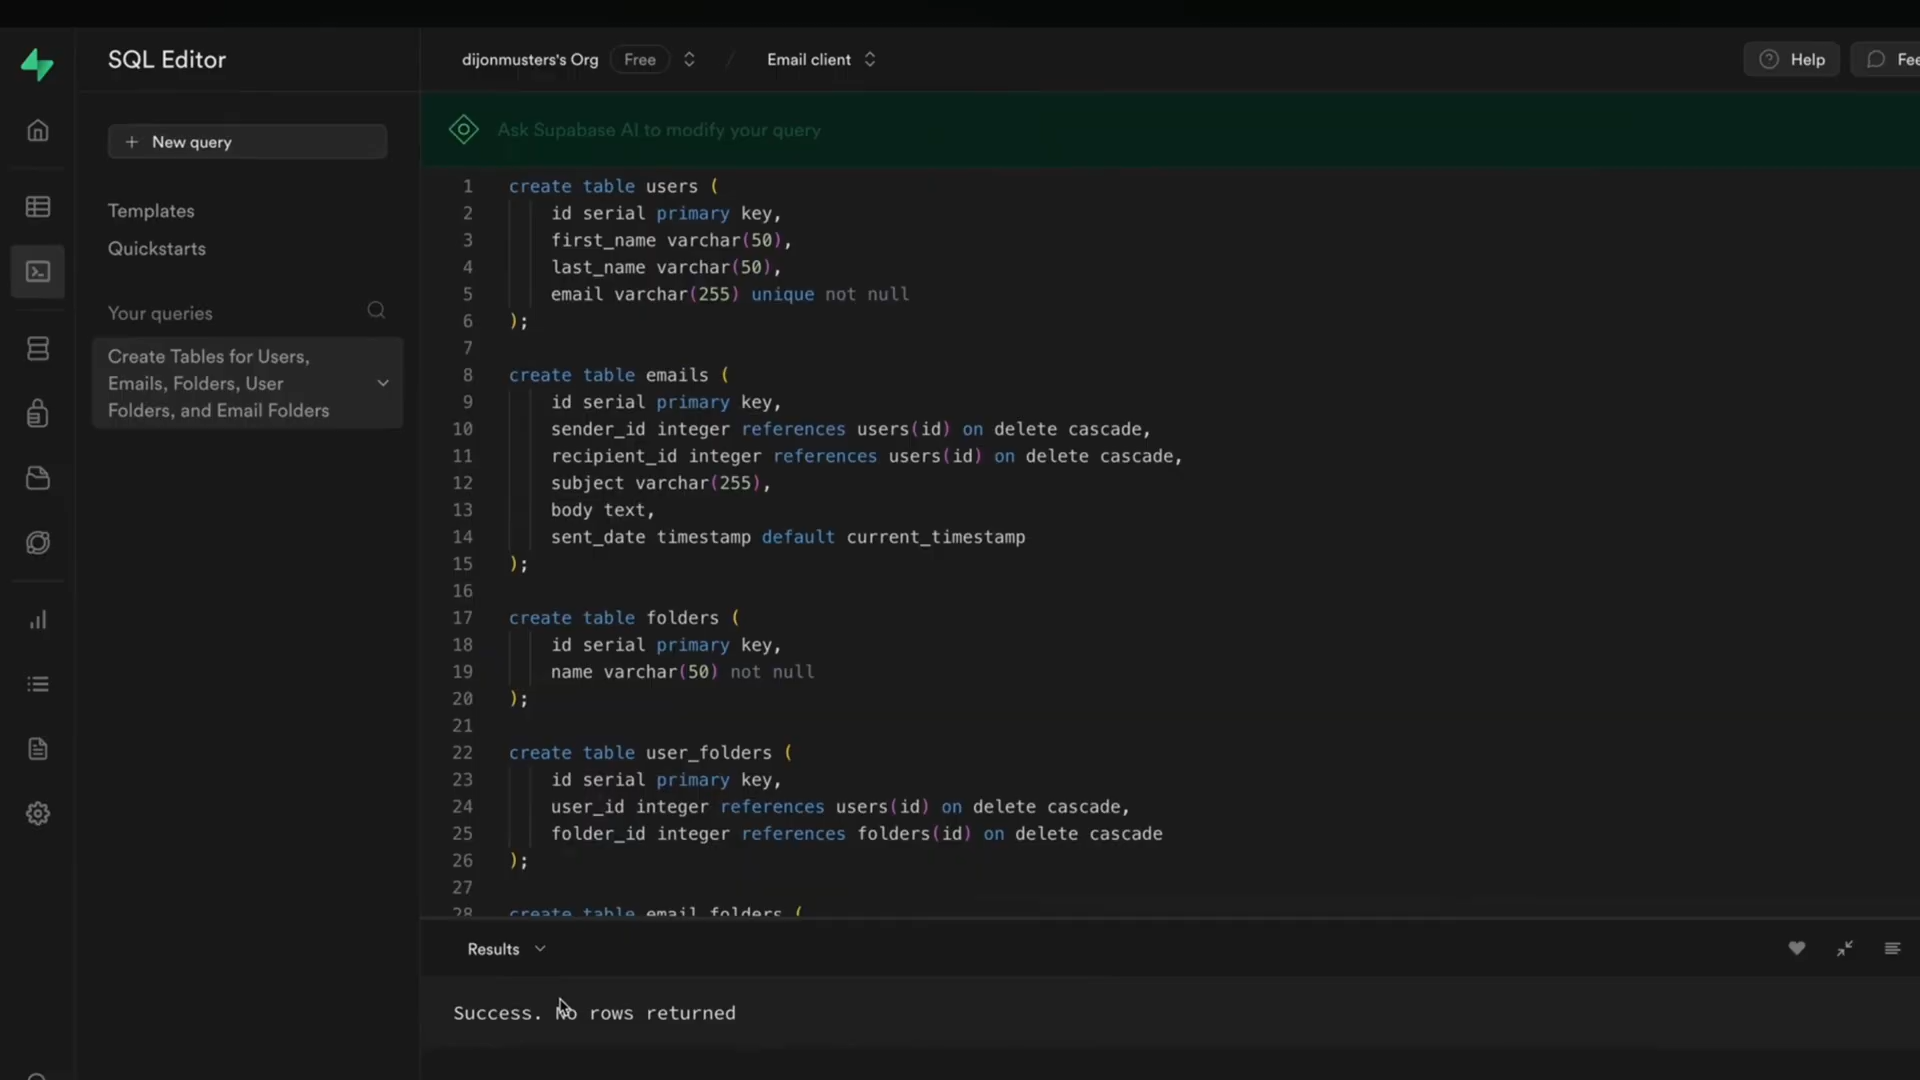 SQL Editor
dijonmusters's Org Free / Email client
Help
Fee
+ New query
Templates
Quickstarts
Your queries
Create Tables for Users,
Emails, Folders, User
Folders, and Email Folders
Ask Supabase AI to modify your query
1 create table users (
2 id serial primary key,
3 first_name varchar(50),
4 last_name varchar(50),
5 email varchar(255) unique not null
6 );
7
8 create table emails (
9 id serial primary key,
10 sender_id integer references users(id) on delete cascade,
11 recipient_id integer references users(id) on delete cascade,
12 subject varchar(255),
13 body text,
14 sent_date timestamp default current_timestamp
15 );
16
17 create table folders (
18 id serial primary key,
19 name varchar(50) not null
20 );
21
22 create table user_folders (
23 id serial primary key,
24 user_id integer references users(id) on delete cascade,
25 folder_id integer references folders(id) on delete cascade
26 );
27
28 create table email_folders (
Results
Success. No rows returned